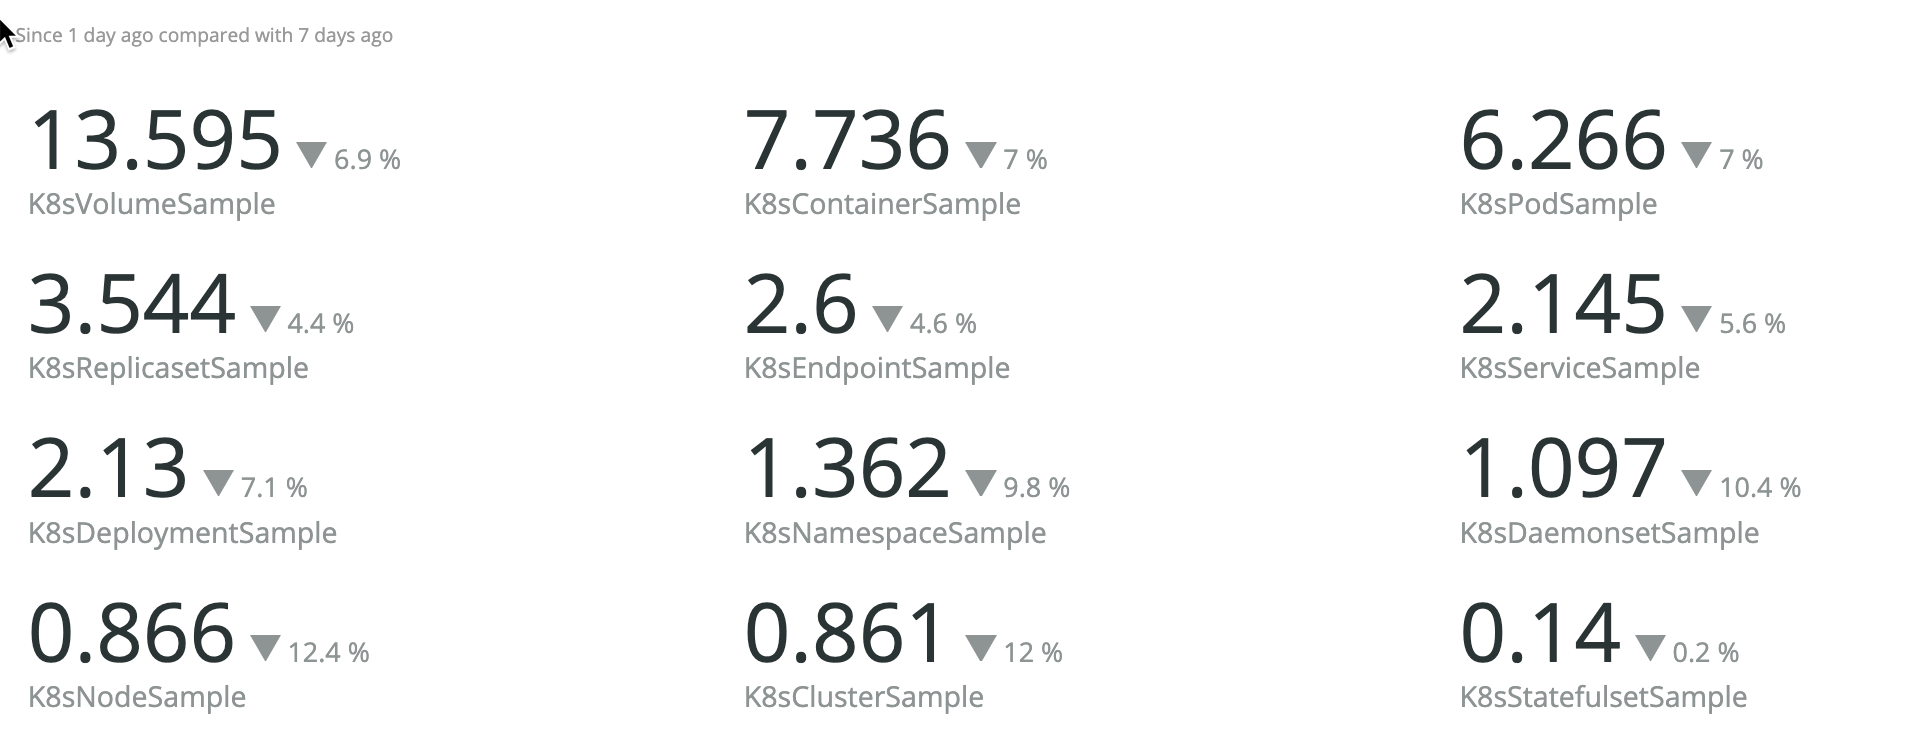 Since 1 day ago compared with 7 days ago
13.595 ▼ 6.9 %
K8sVolumeSample
7.736 ▼ 7 %
K8sContainerSample
6.266 ▼ 7 %
K8sPodSample
3.544 ▼ 4.4 %
K8sReplicasetSample
2.6 ▼ 4.6 %
K8sEndpointSample
2.145 ▼ 5.6 %
K8sServiceSample
2.13 ▼ 7.1 %
K8sDeploymentSample
1.362 ▼ 9.8 %
K8sNamespaceSample
1.097 ▼ 10.4 %
K8sDaemonsetSample
0.866 ▼ 12.4 %
K8sNodeSample
0.861 ▼ 12 %
K8sClusterSample
0.14 ▼ 0.2 %
K8sStatefulsetSample